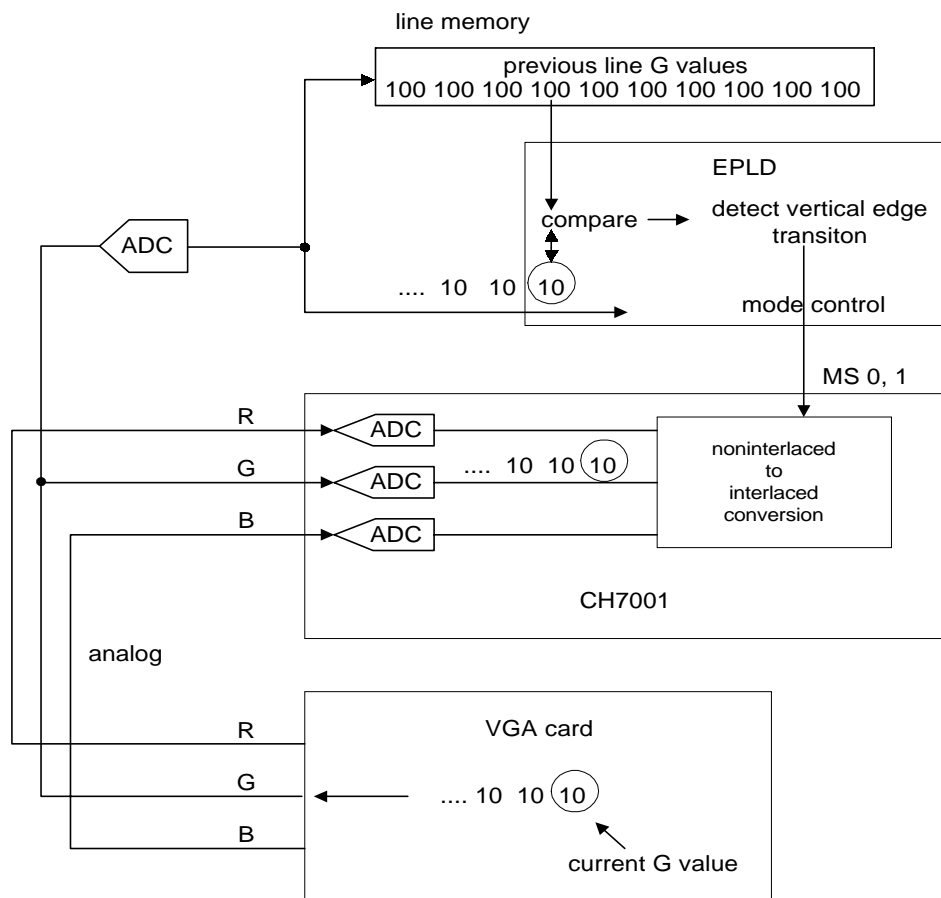 line memory
previous line G values
100 100 100 100 100 100 100 100 100 100
EPLD
compare
detect vertical edge
transiton
ADC
.... 10 10 10
mode control
MS 0, 1
R
ADC
noninterlaced
to
interlaced
conversion
G
ADC
.... 10 10 10
B
ADC
CH7001
analog
R
VGA card
G
.... 10 10 10
B
current G value